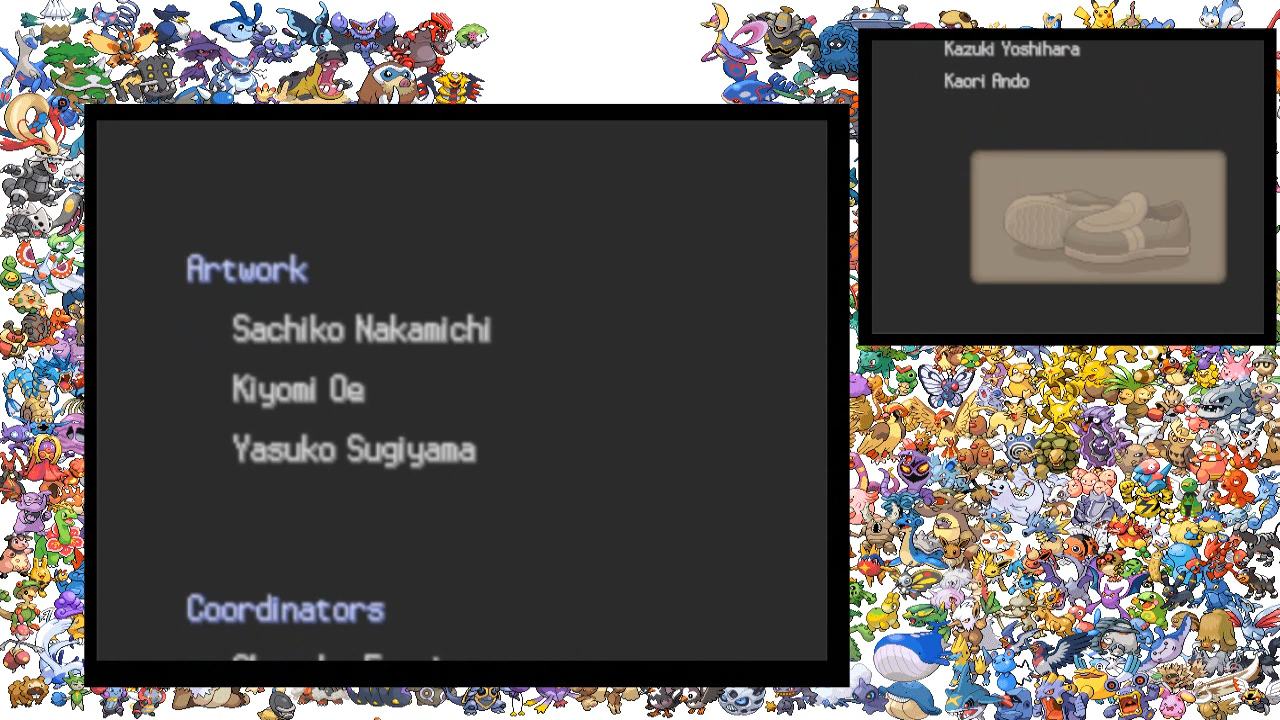 Artwork
Sachiko Nakamichi
Kiyomi Oe
Yasuko Sugiyama
Coordinators
Kazuki Yoshihara
Kaori Ando